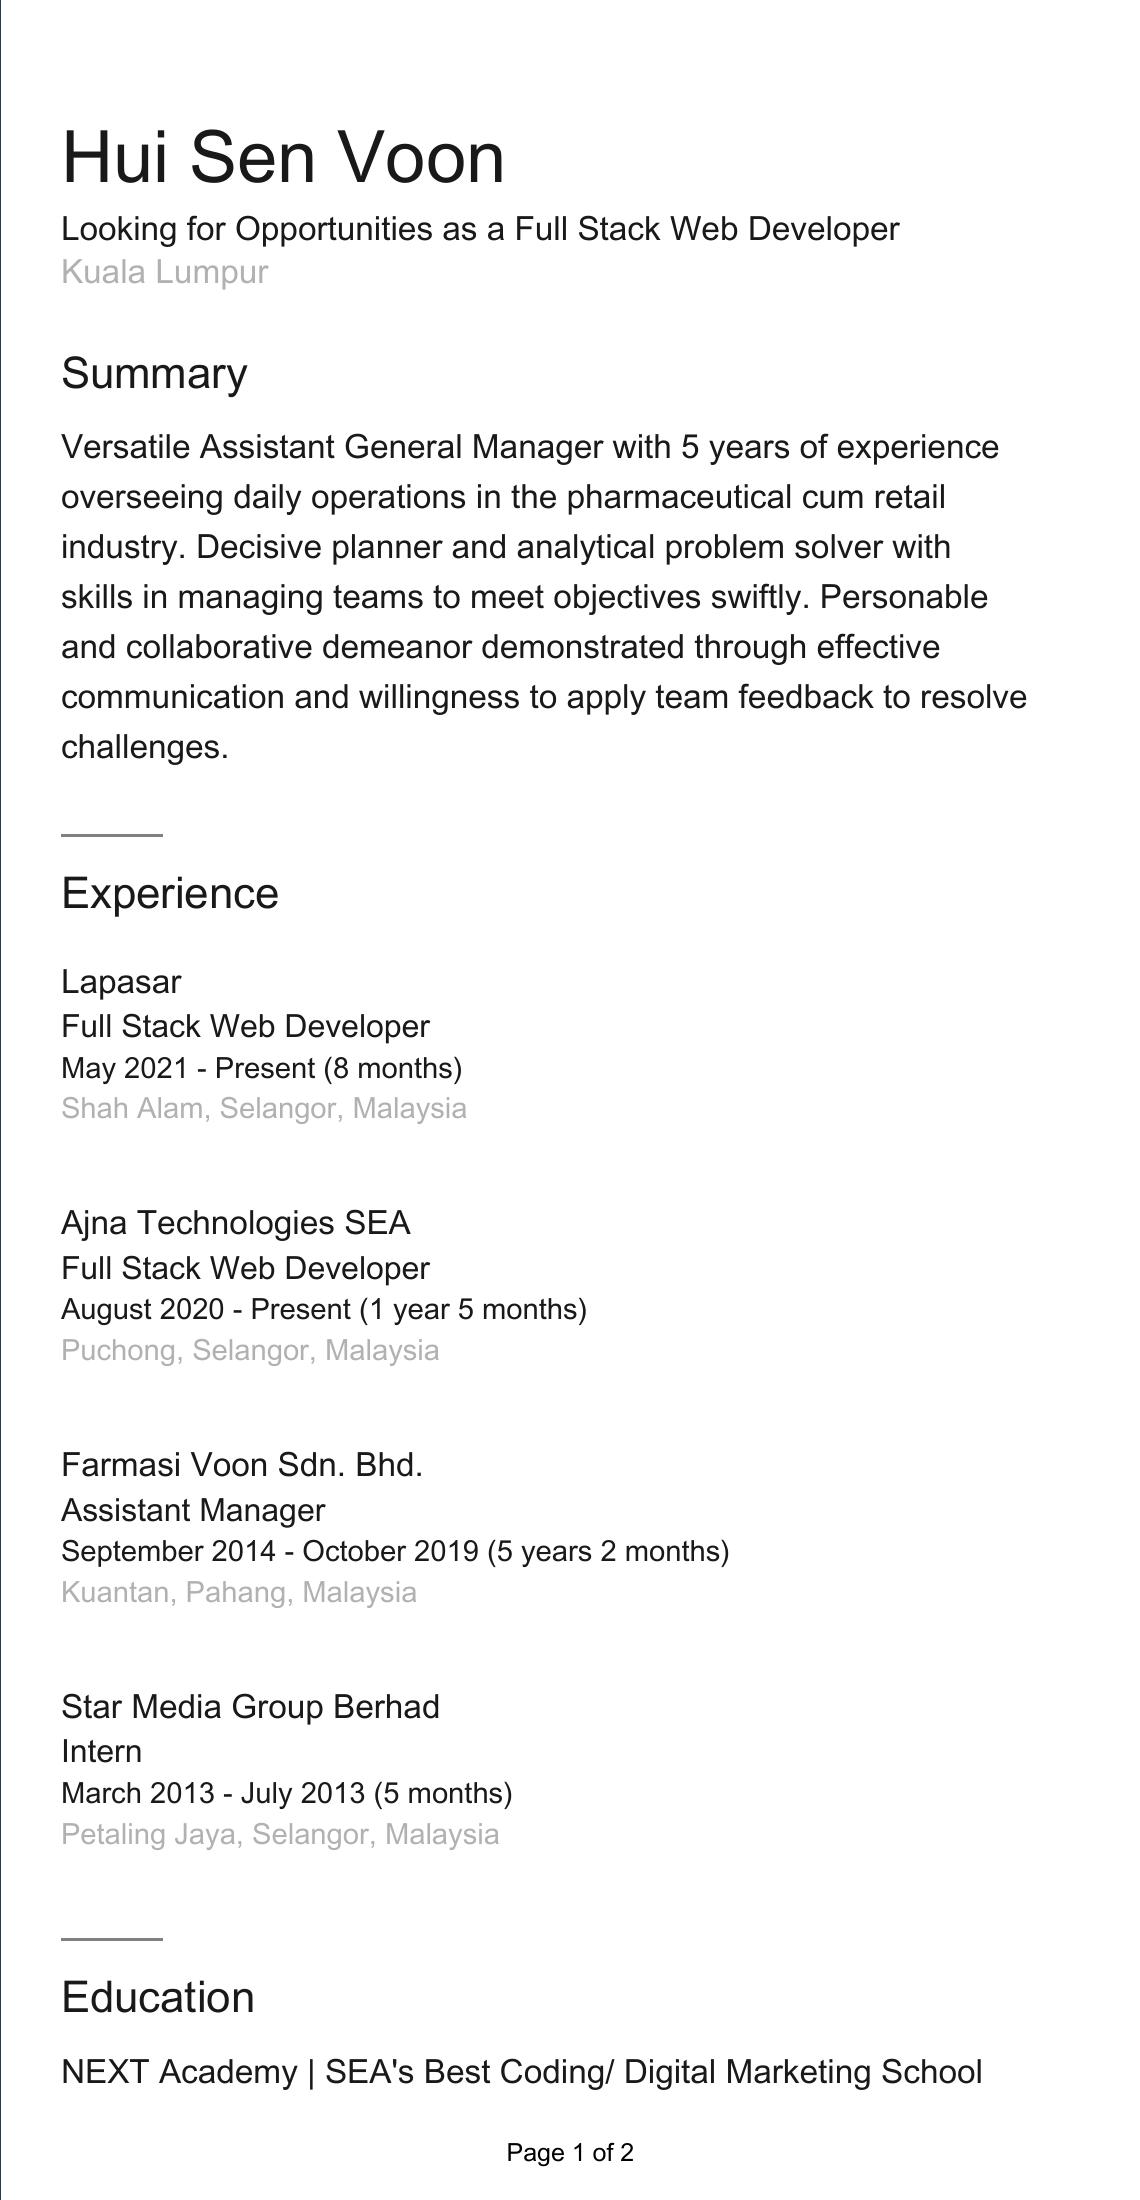 Hui Sen Voon
Looking for Opportunities as a Full Stack Web Developer
Kuala Lumpur
Summary
Versatile Assistant General Manager with 5 years of experience
overseeing daily operations in the pharmaceutical cum retail
industry. Decisive planner and analytical problem solver with
skills in managing teams to meet objectives swiftly. Personable
and collaborative demeanor demonstrated through effective
communication and willingness to apply team feedback to resolve
challenges.
Experience
Lapasar
Full Stack Web Developer
May 2021 - Present (8 months)
Shah Alam, Selangor, Malaysia
Ajna Technologies SEA
Full Stack Web Developer
August 2020 - Present (1 year 5 months)
Puchong, Selangor, Malaysia
Farmasi Voon Sdn. Bhd.
Assistant Manager
September 2014 - October 2019 (5 years 2 months)
Kuantan, Pahang, Malaysia
Star Media Group Berhad
Intern
March 2013 - July 2013 (5 months)
Petaling Jaya, Selangor, Malaysia
Education
NEXT Academy | SEA's Best Coding/ Digital Marketing School
Page 1 of 2